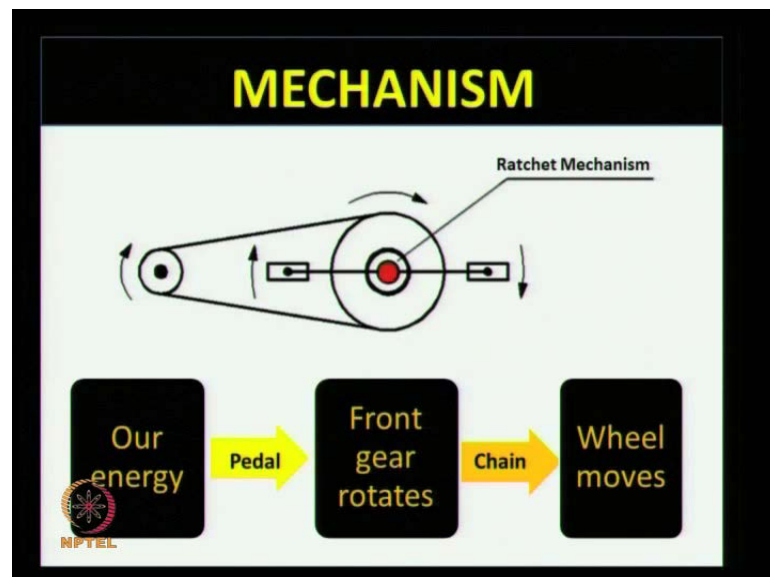 MECHANISM
Ratchet Mechanism
Our
energy
Pedal
Front
gear
rotates
Chain
Wheel
moves
NPTEL